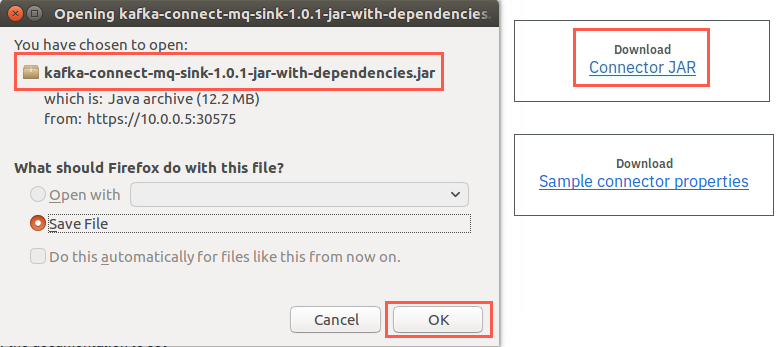 Opening kafka-connect-mq-sink-1.0.1-jar-with-dependencies.
You have chosen to open:
kafka-connect-mq-sink-1.0.1-jar-with-dependencies.jar
which is: Java archive (12.2 MB)
from: https://10.0.0.5:30575
What should Firefox do with this file?
Open with
Save File
Do this automatically for files like this from now on.
Cancel
OK
Download
Connector JAR
Download
Sample connector properties